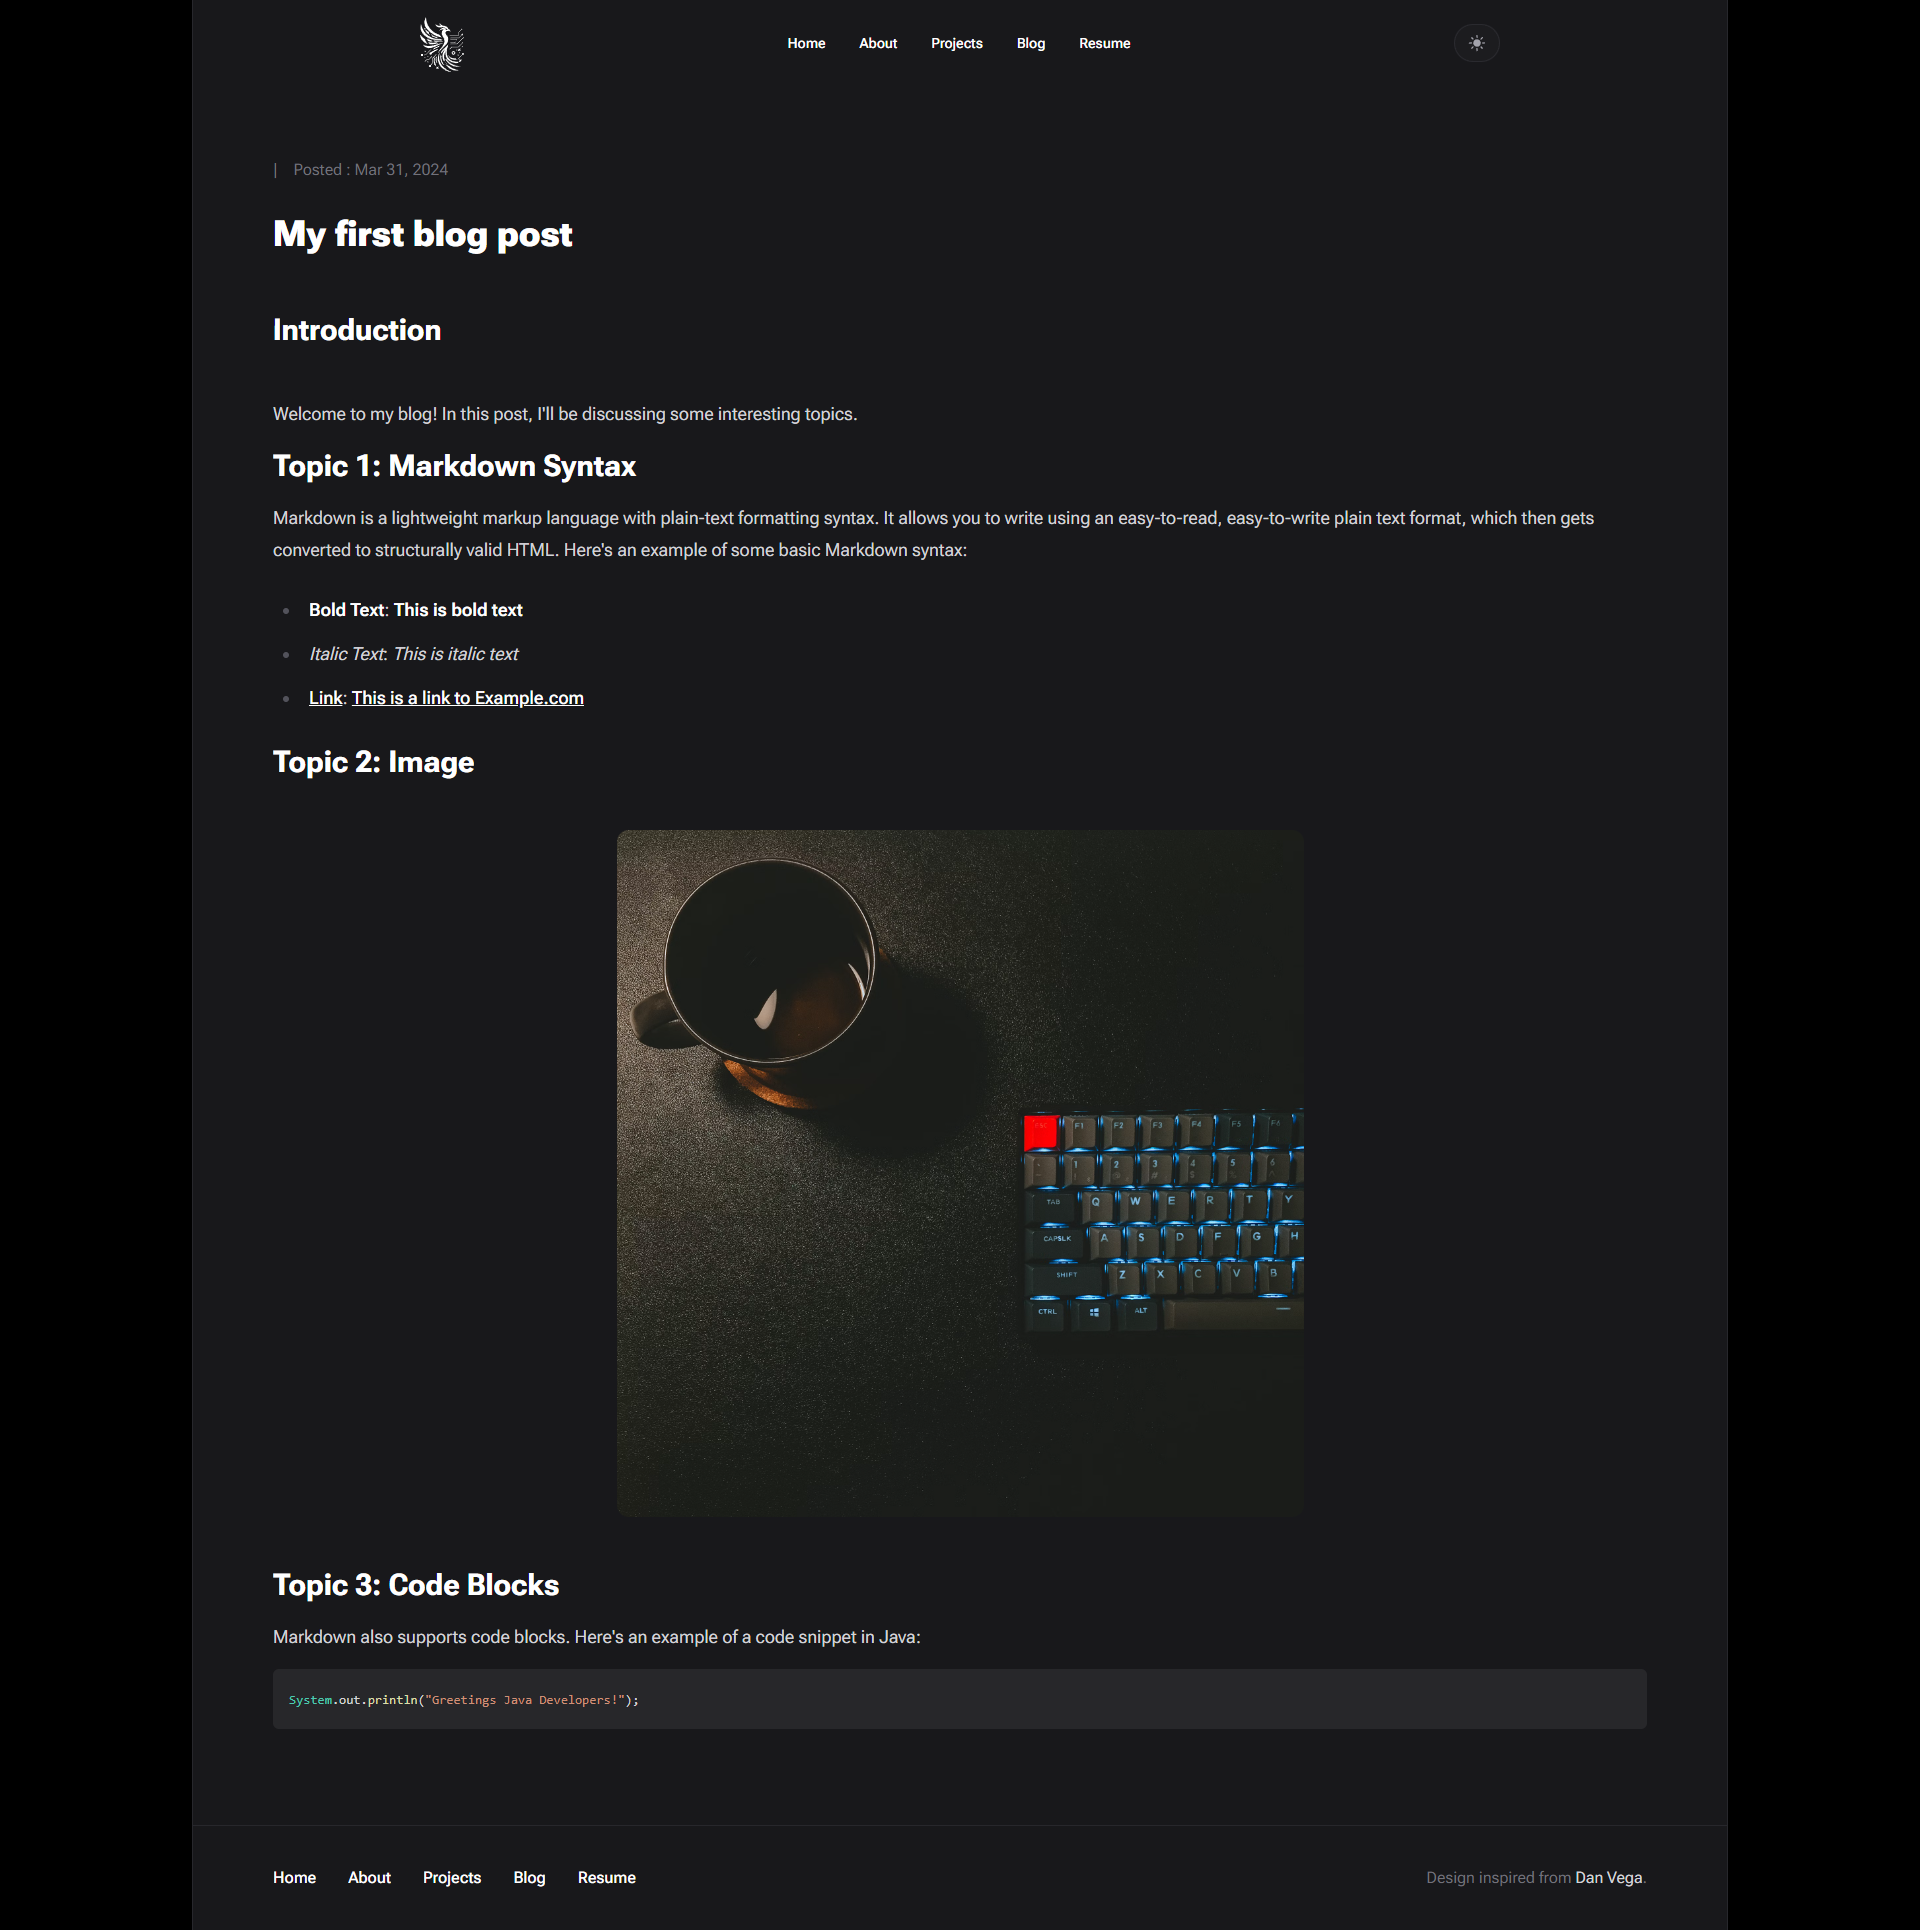 Home About Projects Blog Resume
| Posted : Mar 31, 2024
My first blog post
Introduction
Welcome to my blog! In this post, I'll be discussing some interesting topics.
Topic 1: Markdown Syntax
Markdown is a lightweight markup language with plain-text formatting syntax. It allows you to write using an easy-to-read, easy-to-write plain text format, which then gets
converted to structurally valid HTML. Here's an example of some basic Markdown syntax:
Bold Text: This is bold text
Italic Text: This is italic text
Link: This is a link to Example.com
Topic 2: Image
ESC F1 F2 F3 F4 F5 F6
1 2 3 # 4 $ 5 6
TAB Q W E R T Y
CAPSLK A S D F G H
SHIFT Z X C V B
CTRL ALT
Topic 3: Code Blocks
Markdown also supports code blocks. Here's an example of a code snippet in Java:
System.out.println("Greetings Java Developers!");
Home About Projects Blog Resume
Design inspired from Dan Vega.